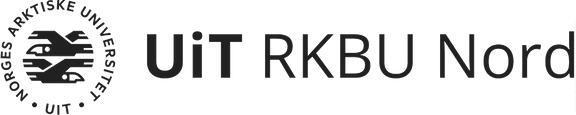 NORGES ARKTISKE UNIVERSITET
• UIT •
UiT RKBU Nord